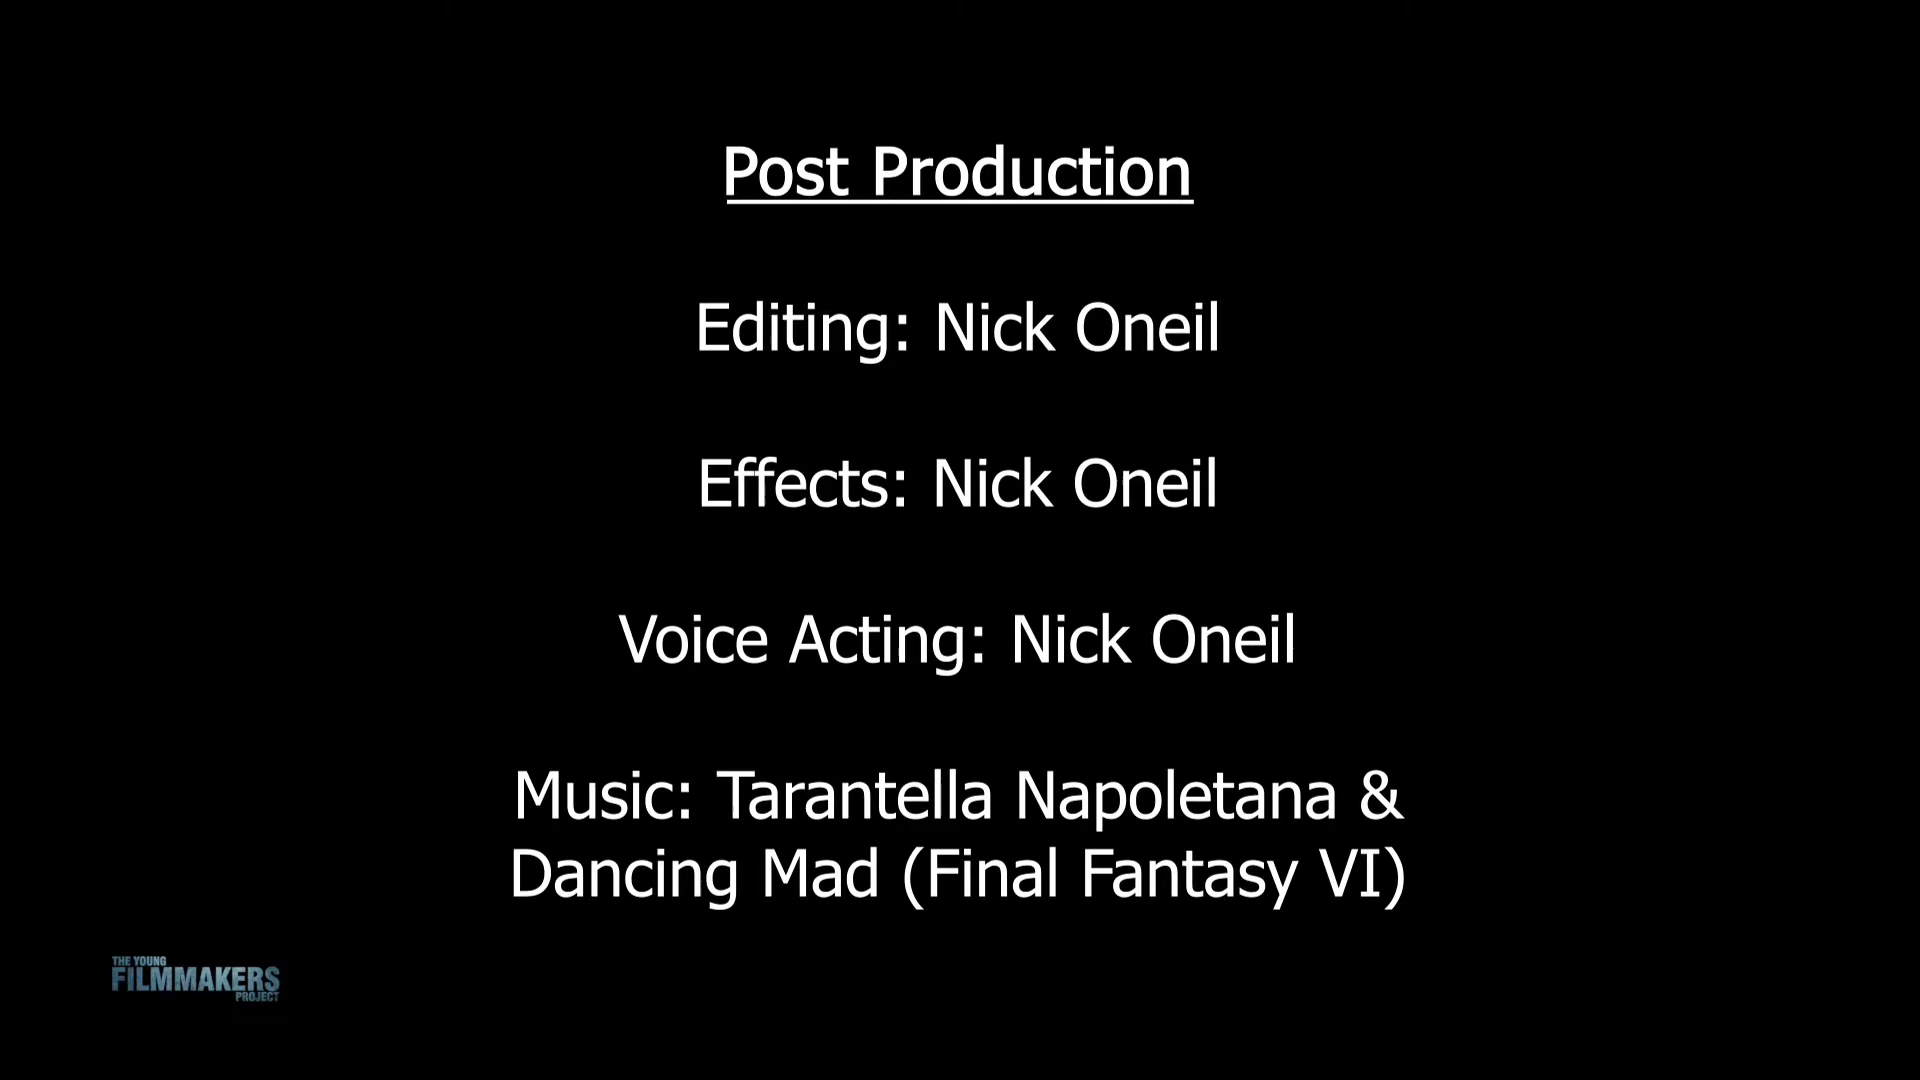 Post Production
Editing: Nick Oneil
Effects: Nick Oneil
Voice Acting: Nick Oneil
Music: Tarantella Napoletana &
Dancing Mad (Final Fantasy VI)
THE YOUNG
FILMMAKERS
PROJECT